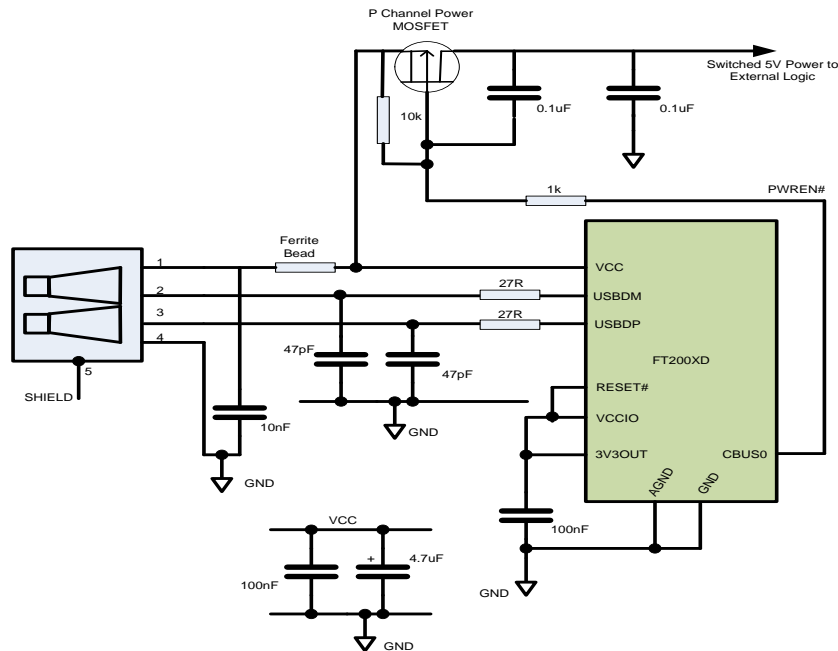 P Channel Power
MOSFET
Switched 5V Power to
External Logic
10k
0.1uF
0.1uF
1k
PWREN#
Ferrite
Bead
1
2
3
4
5
SHIELD
27R
27R
VCC
USBDM
USBDP
FT200XD
RESET#
VCCIO
3V3OUT
CBUS0
AGND
GND
47pF
47pF
GND
10nF
GND
100nF
GND
VCC
100nF
+
4.7uF
GND